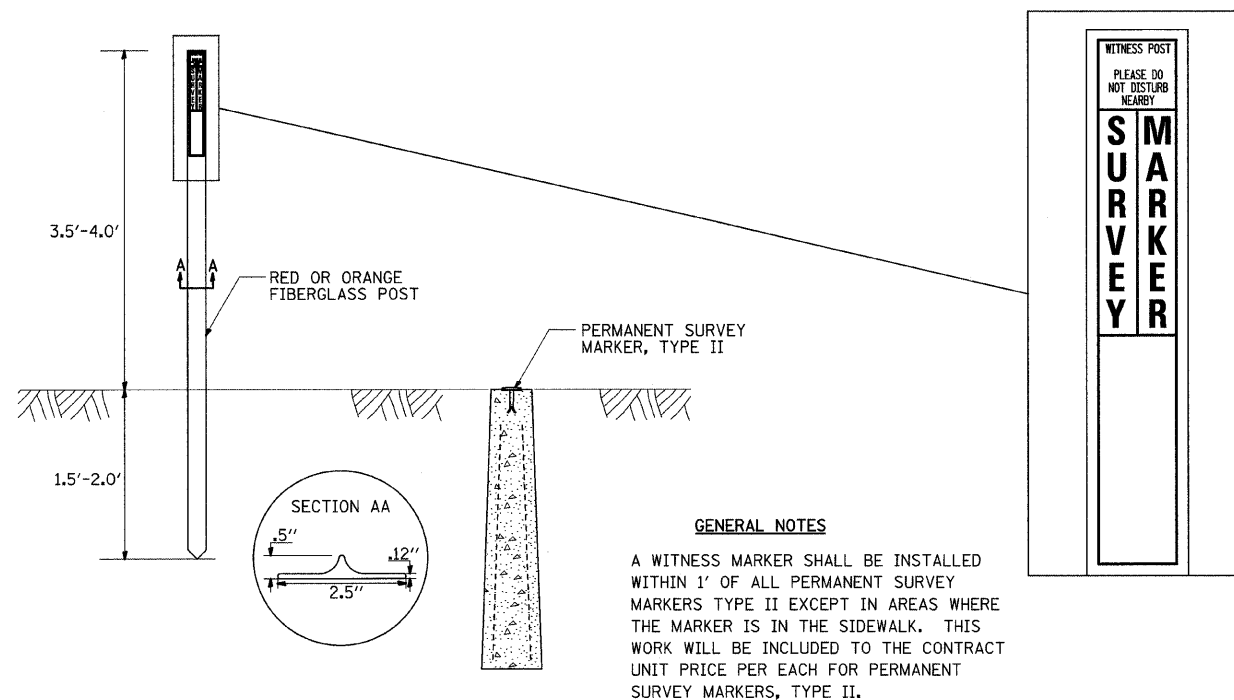 WITNESS POST
PLEASE DO
NOT DISTURB
NEARBY
SURVEY
MARKER
SURVEY
MARKER
3.5'-4.0'
A A
RED OR ORANGE
FIBERGLASS POST
PERMANENT SURVEY
MARKER, TYPE II
1.5'-2.0'
SECTION AA
.5"
.12"
2.5"
GENERAL NOTES
A WITNESS MARKER SHALL BE INSTALLED
WITHIN 1' OF ALL PERMANENT SURVEY
MARKERS TYPE II EXCEPT IN AREAS WHERE
THE MARKER IS IN THE SIDEWALK. THIS
WORK WILL BE INCLUDED TO THE CONTRACT
UNIT PRICE PER EACH FOR PERMANENT
SURVEY MARKERS, TYPE II.